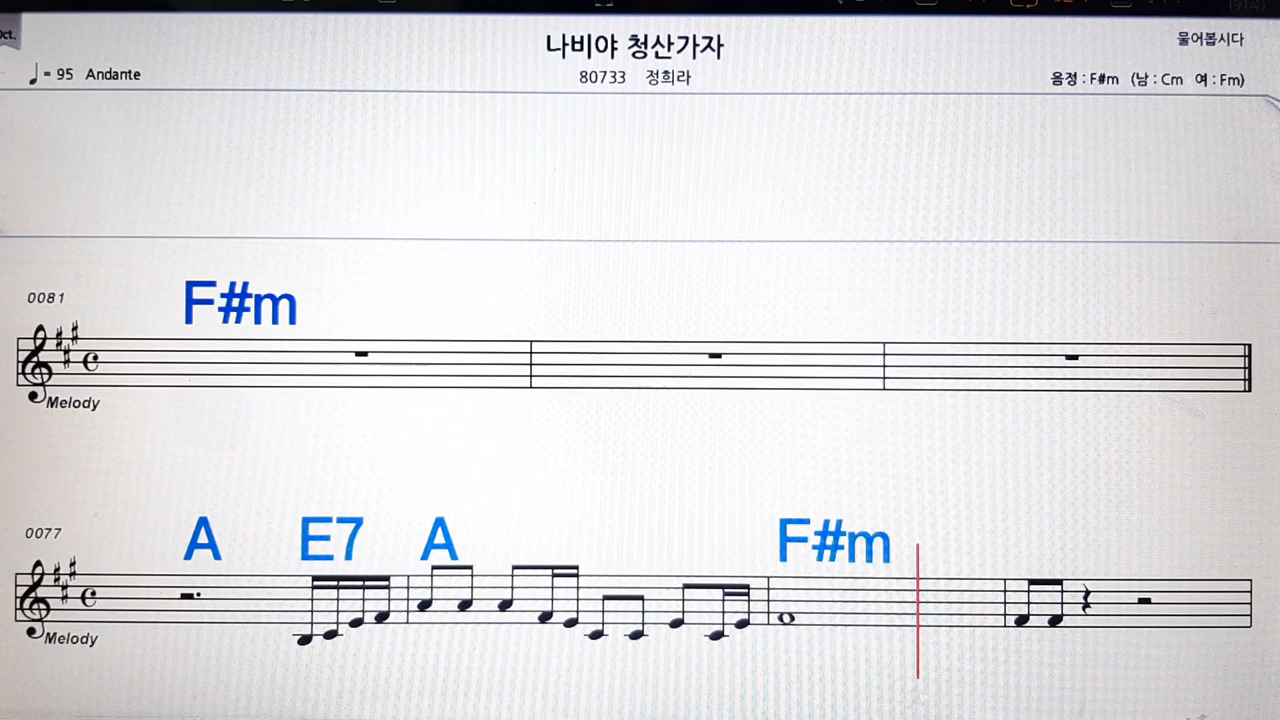 Oct.
나비야 청산가자
물어봅시다
♩ = 95 Andante
80733 정희라
음정 : F#m (남 : Cm 여 : Fm)
F#m
0081
Melody
A E7 A F#m
0077
Melody